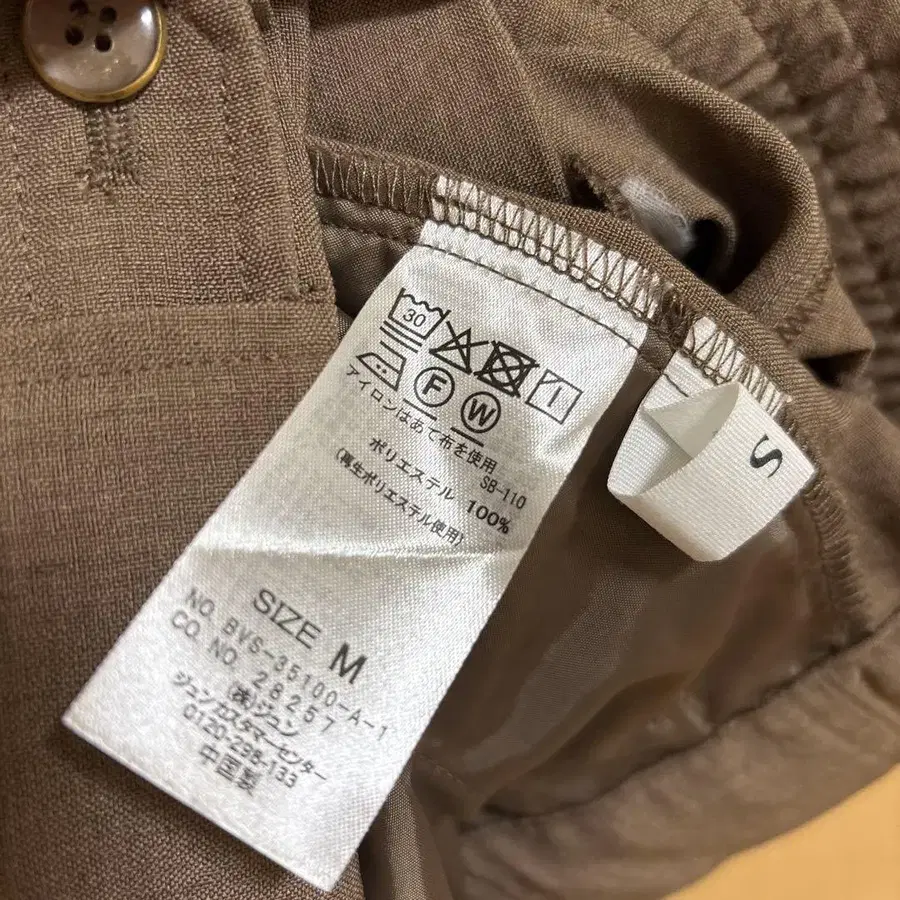 30
F W
アイロンはあて布を使用
SB-110
ポリエステル 100%
(再生ポリエステル使用)
SIZE M
NO. BVS-35100-A-1
CO. NO. 28257
(株)ジュン
ジュンカスタマーセンター
0120-298-133
中国製
S